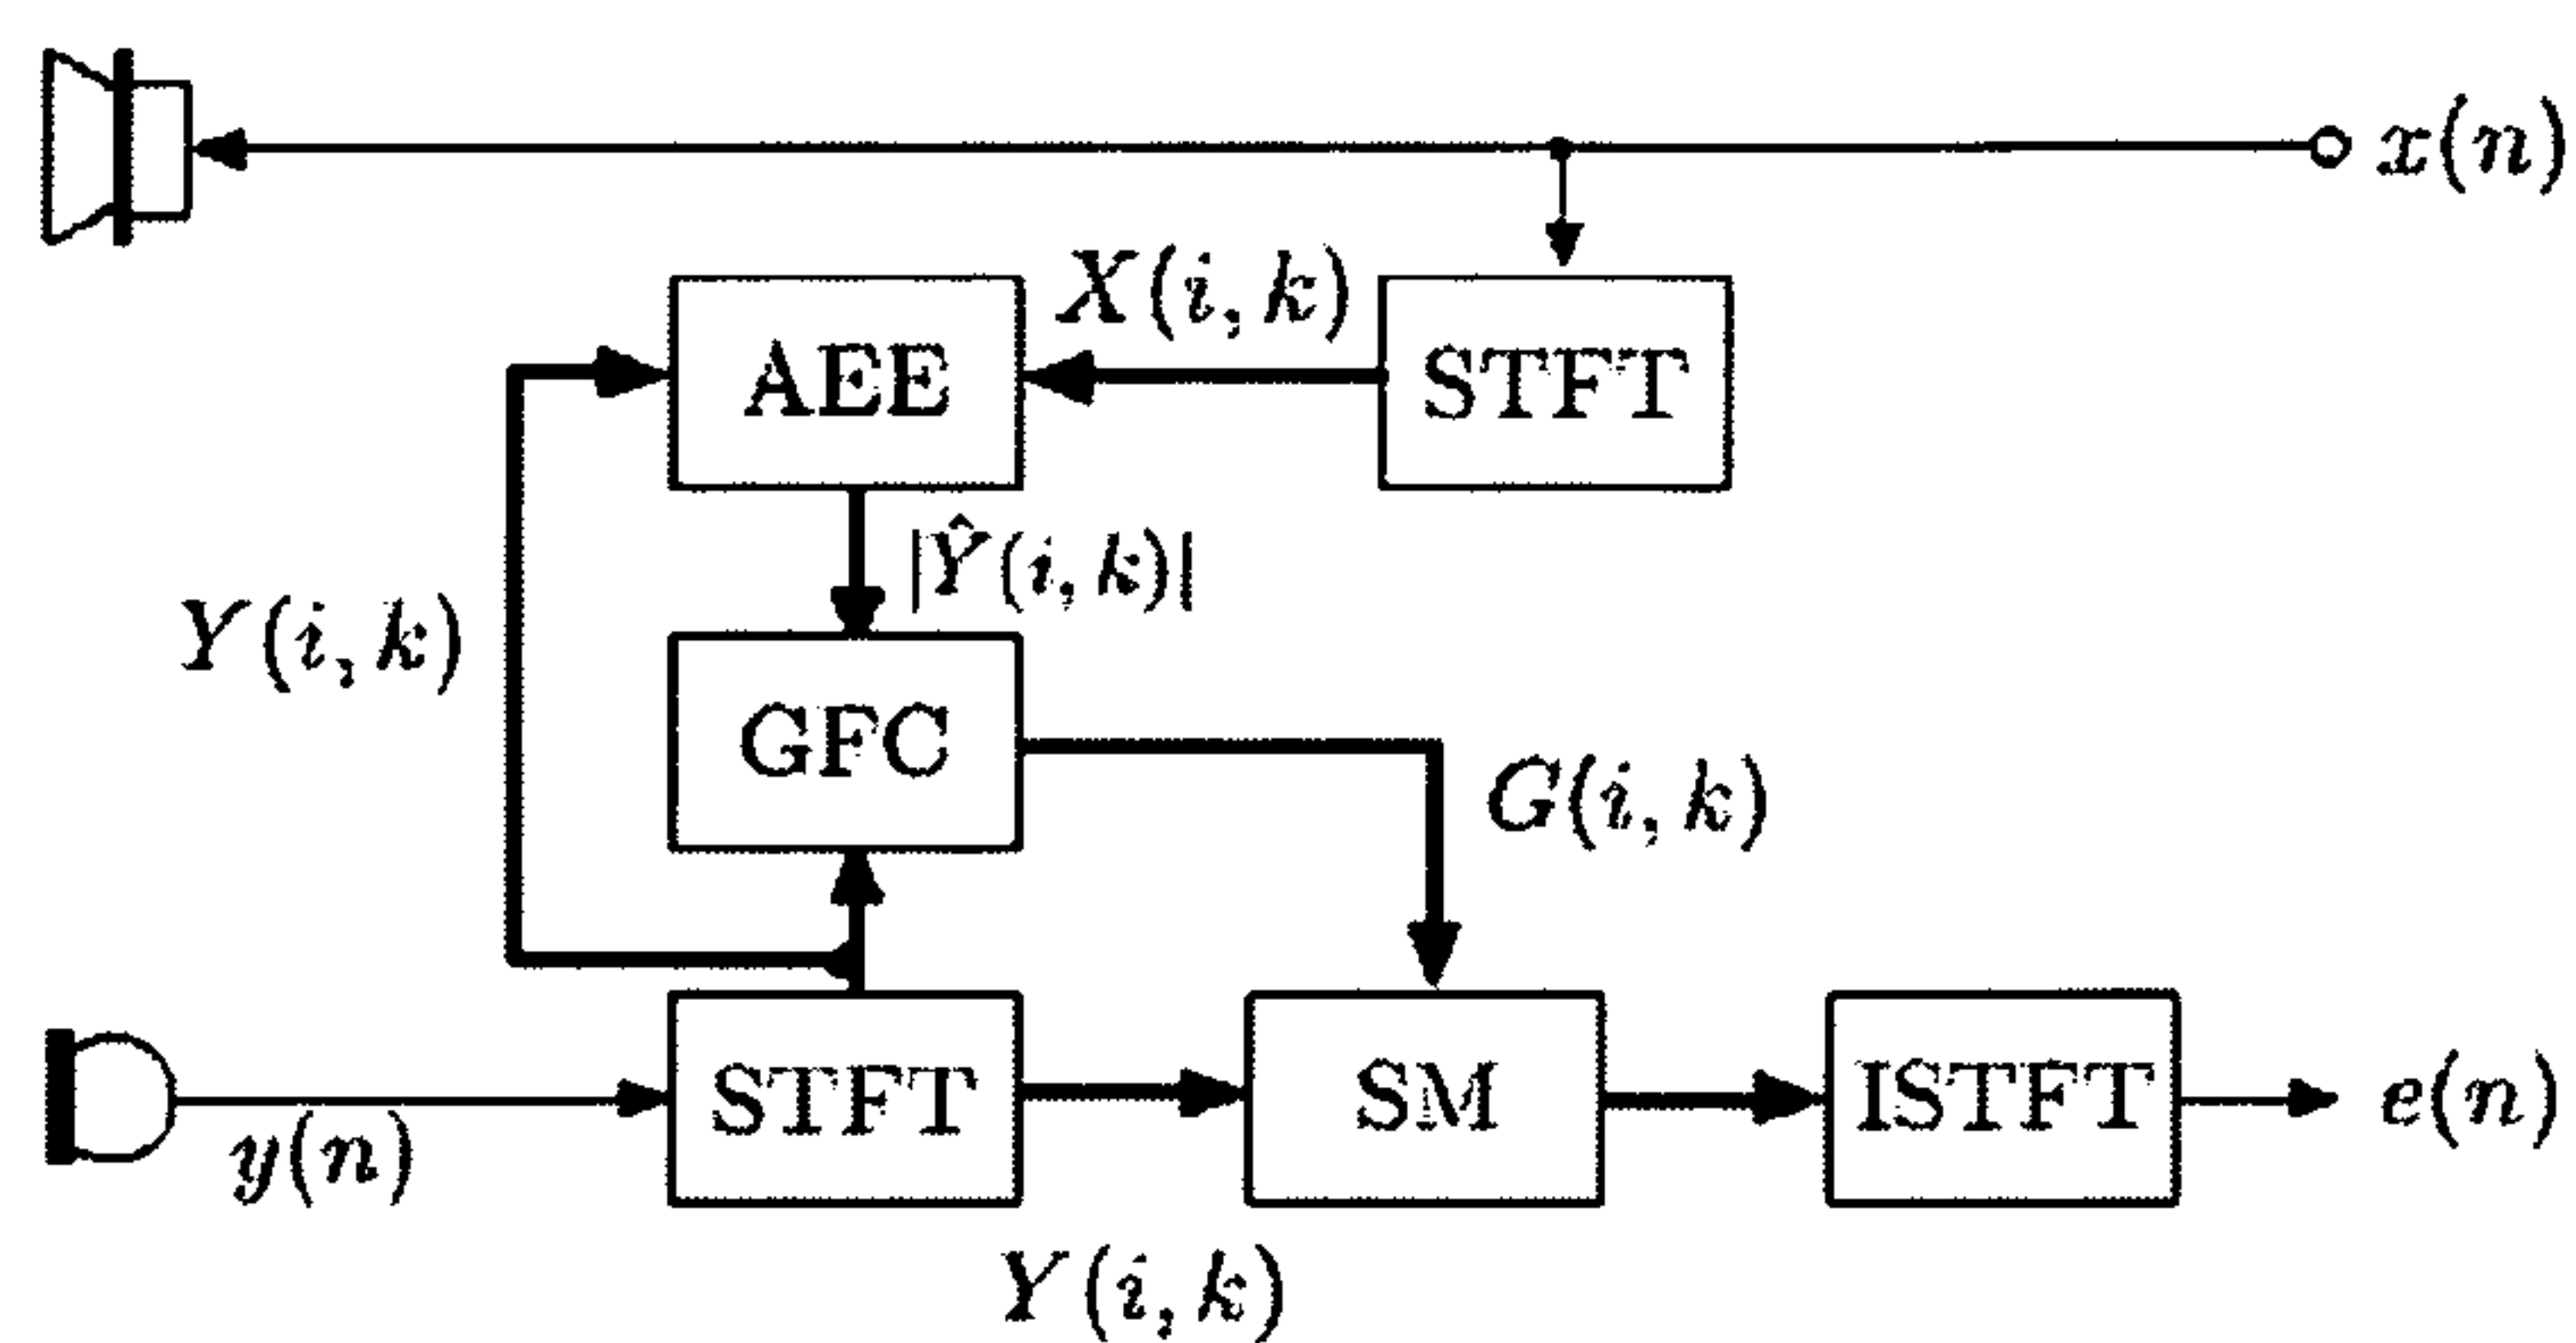 x(n)
X(i, k)
AEE
STFT
|Ŷ(i, k)|
Y(i, k)
GFC
G(i, k)
STFT
SM
ISTFT
e(n)
y(n)
Y(i, k)